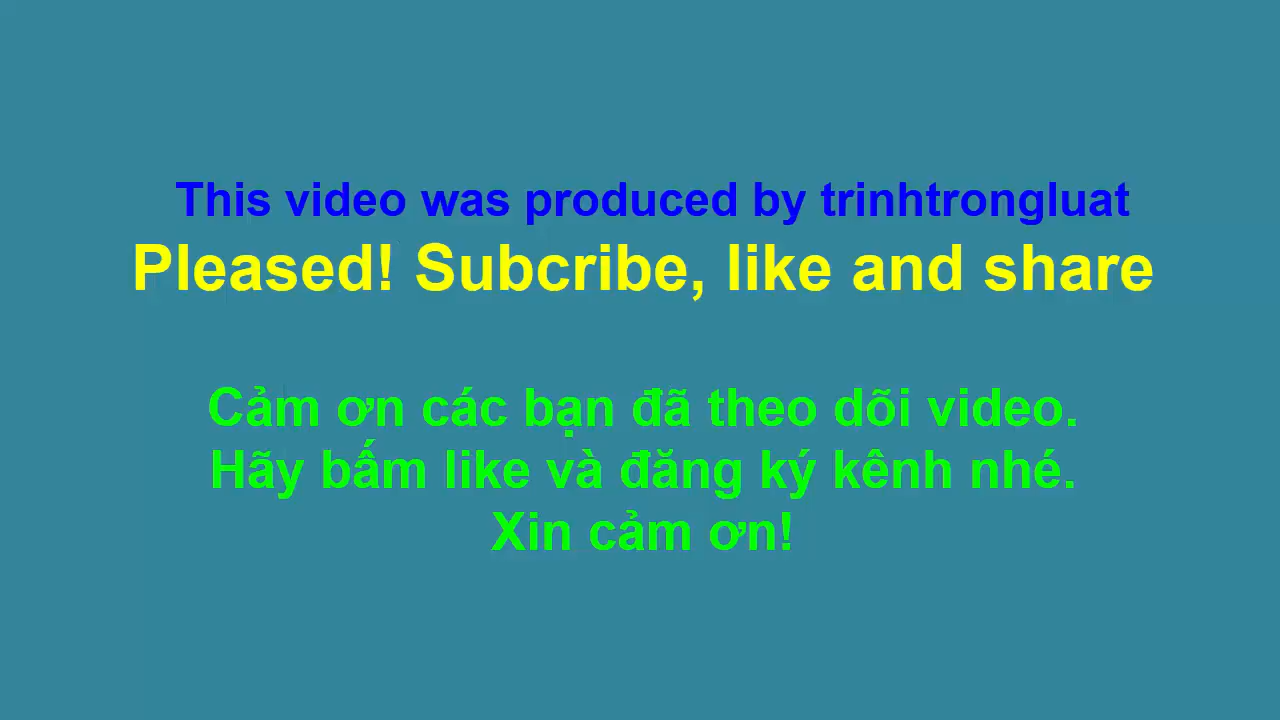 This video was produced by trinhtrongluat
Pleased! Subcribe, like and share
Cảm ơn các bạn đã theo dõi video.
Hãy bấm like và đăng ký kênh nhé.
Xin cảm ơn!